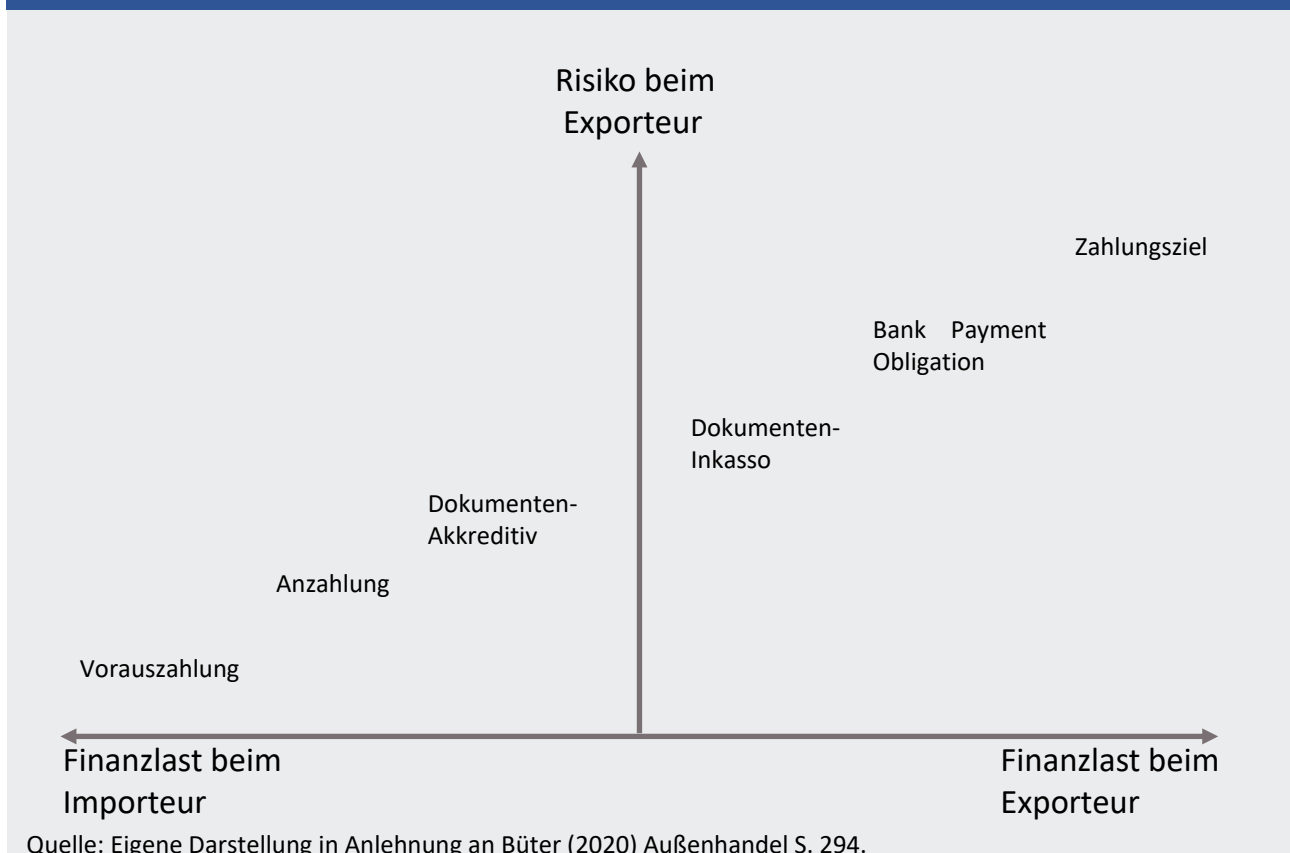 Risiko beim
Exporteur
Zahlungsziel
Bank Payment
Obligation
Dokumenten-
Inkasso
Dokumenten-
Akkreditiv
Anzahlung
Vorauszahlung
Finanzlast beim
Importeur
Finanzlast beim
Exporteur
Quelle: Eigene Darstellung in Anlehnung an Büter (2020) Außenhandel S. 294.